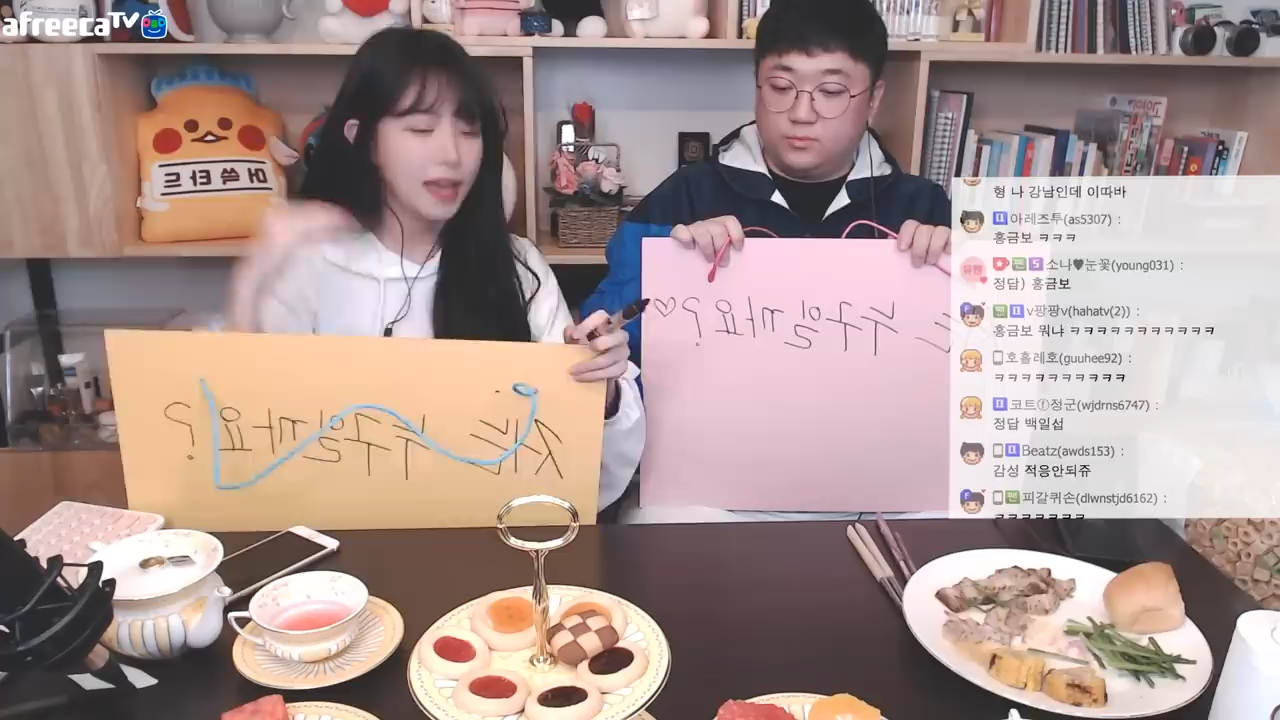 afreecaTV
머쓱타드
저는 누구일까요?
는 누구일까요?♡
형 나 강남인데 이따바
아레즈투(as5307) :
홍금보 ㅋㅋㅋ
소나♥눈꽃(young031) :
정답) 홍금보
v팡팡v(hahatv(2)) :
홍금보 뭐냐 ㅋㅋㅋㅋㅋㅋㅋㅋㅋㅋㅋ
호홀레호(guuhee92) :
ㅋㅋㅋㅋㅋㅋㅋㅋㅋㅋ
코트ⓕ정군(wjdrns6747) :
정답 백일섭
Beatz(awds153) :
감성 적응안되쥬
피갈퀴손(dlwnstjd6162) :
ㅋㅋㅋㅋㅋㅋㅋ